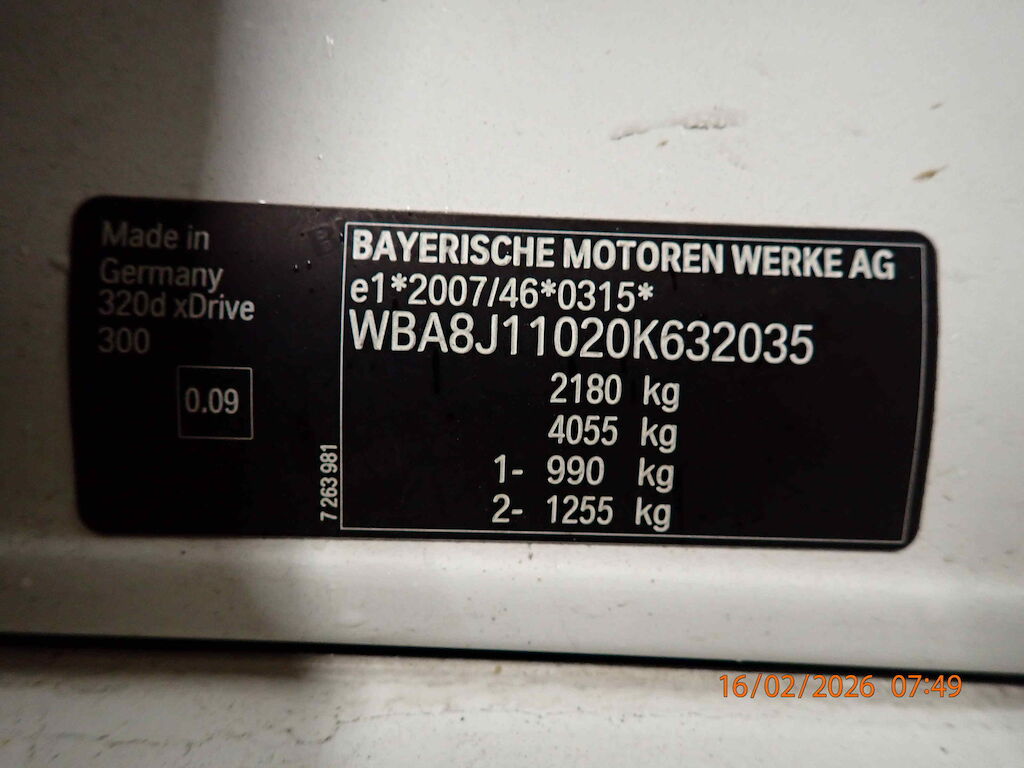 Made in
Germany
320d xDrive
300
0.09
7 263 981
BAYERISCHE MOTOREN WERKE AG
e1*2007/46*0315*
WBA8J11020K632035
2180 kg
4055 kg
1- 990 kg
2- 1255 kg
16/02/2026 07:49